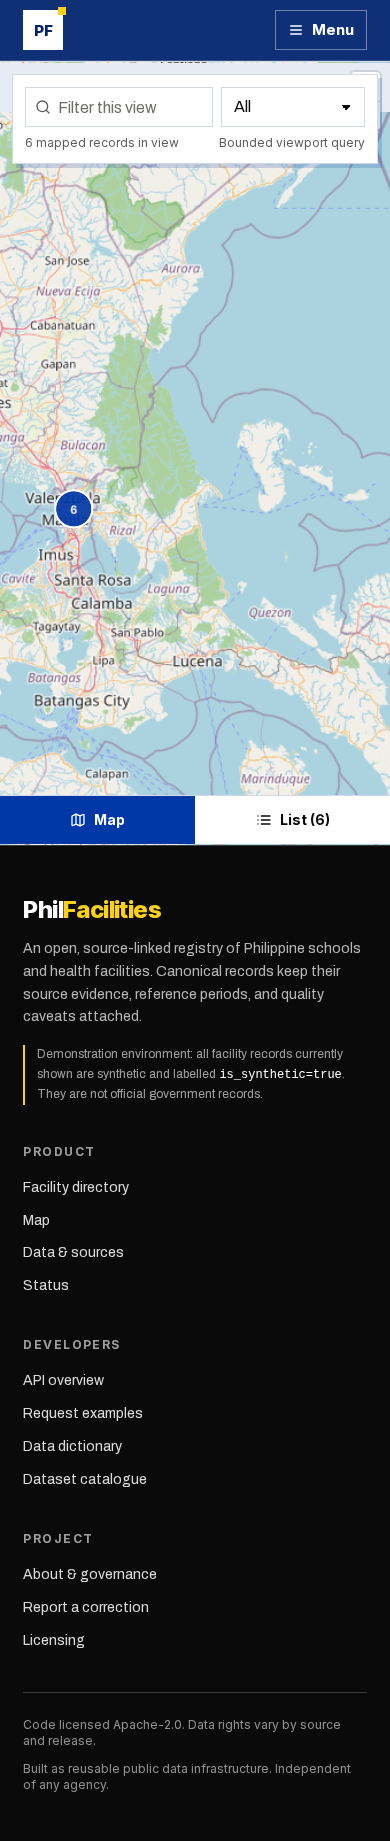 PF
Menu
Filter this view
All
6 mapped records in view
Bounded viewport query
San Jose
Aurora
Nueva Ecija
Cabanatuan
Gapan
Bulacan
6
Rizal
Imus
Cavite
Santa Rosa
Calamba
Laguna
Quezon
Tagaytay
San Pablo
Lipa
Lucena
Batangas
Batangas City
Calapan
Marinduque
Map
List (6)
PhilFacilities
An open, source-linked registry of Philippine schools
and health facilities. Canonical records keep their
source evidence, reference periods, and quality
caveats attached.
Demonstration environment: all facility records currently
shown are synthetic and labelled is_synthetic=true.
They are not official government records.
PRODUCT
Facility directory
Map
Data & sources
Status
DEVELOPERS
API overview
Request examples
Data dictionary
Dataset catalogue
PROJECT
About & governance
Report a correction
Licensing
Code licensed Apache-2.0. Data rights vary by source
and release.
Built as reusable public data infrastructure. Independent
of any agency.